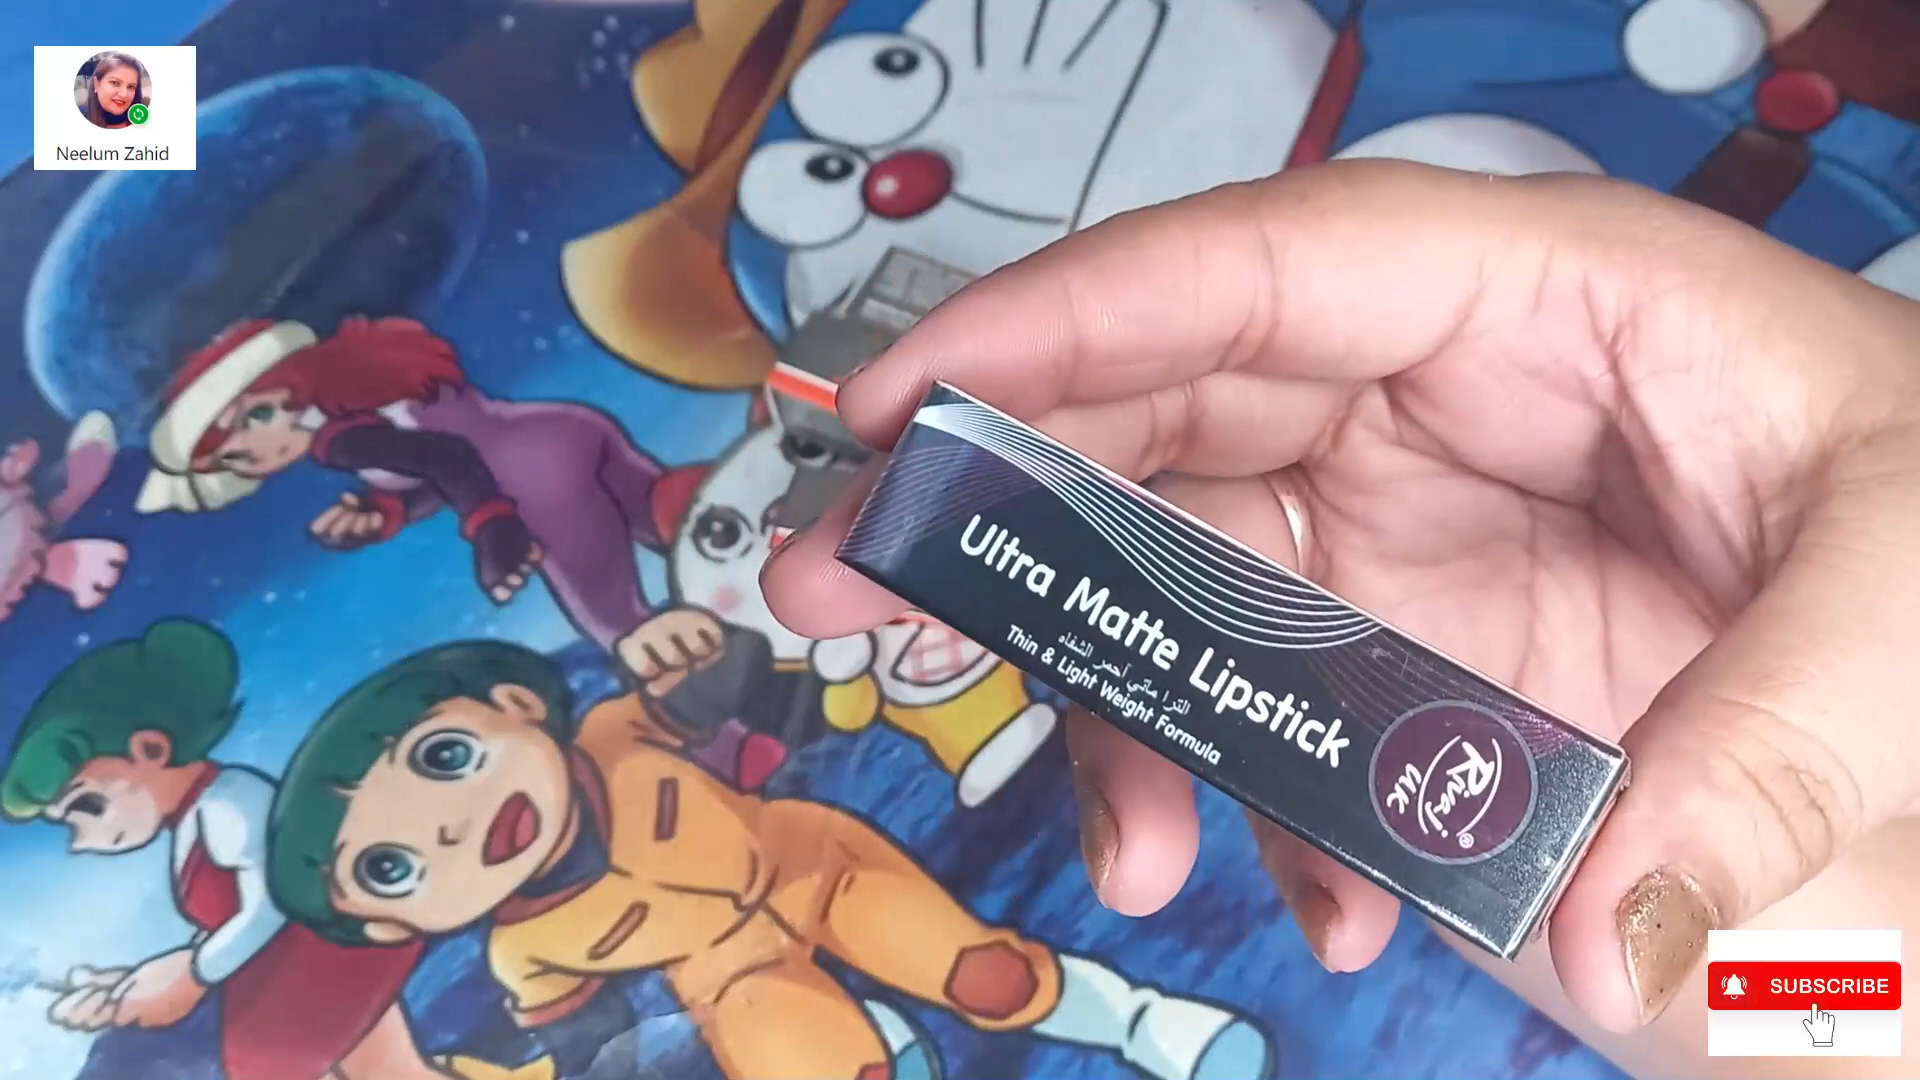 Neelum Zahid
Ultra Matte Lipstick
الترا ماتي أحمر الشفاه
Thin & Light Weight Formula
Rivaj
UK
®
SUBSCRIBE